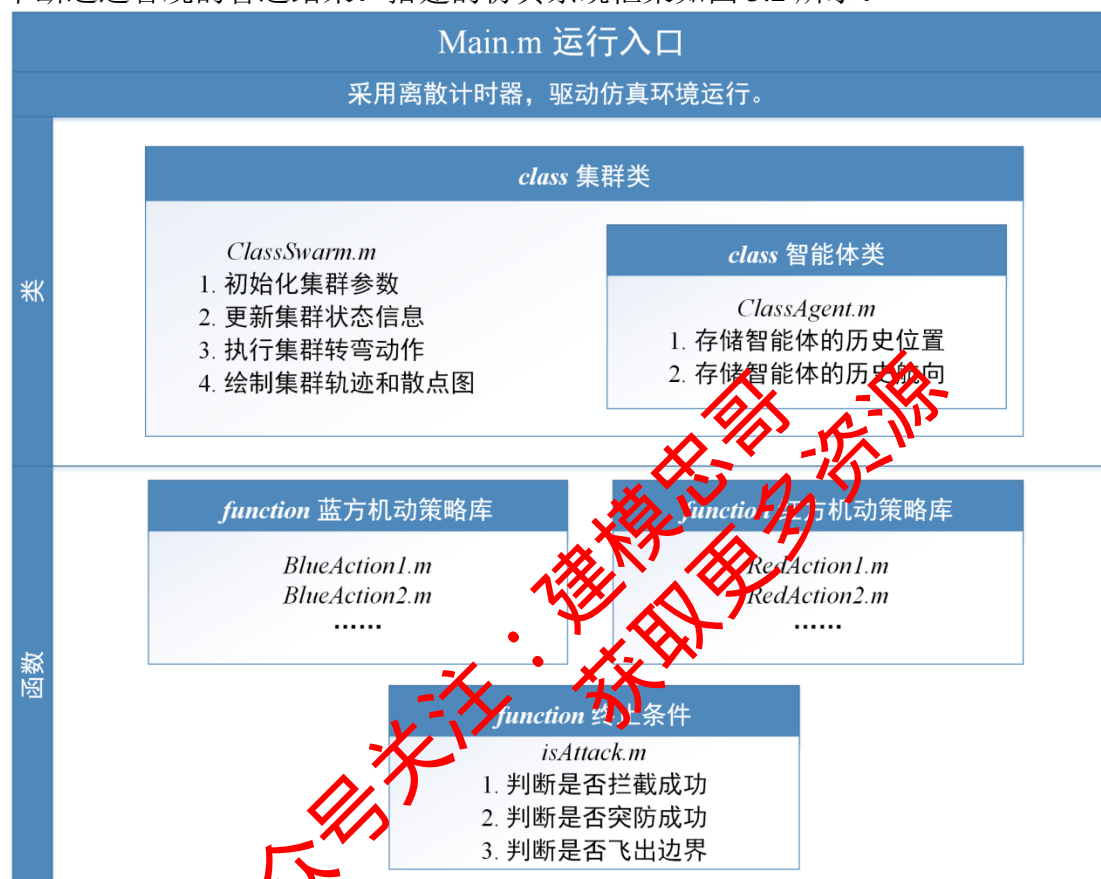 Main.m 运行入口
采用离散计时器，驱动仿真环境运行。
类
class 集群类
ClassSwarm.m
1. 初始化集群参数
2. 更新集群状态信息
3. 执行集群转弯动作
4. 绘制集群轨迹和散点图
class 智能体类
ClassAgent.m
1. 存储智能体的历史位置
2. 存储智能体的历史航向
函数
function 蓝方机动策略库
BlueAction1.m
BlueAction2.m
……
function 红方机动策略库
RedAction1.m
RedAction2.m
……
function 终止条件
isAttack.m
1. 判断是否拦截成功
2. 判断是否突防成功
3. 判断是否飞出边界
众号关注：建模忠哥
获取更多资源